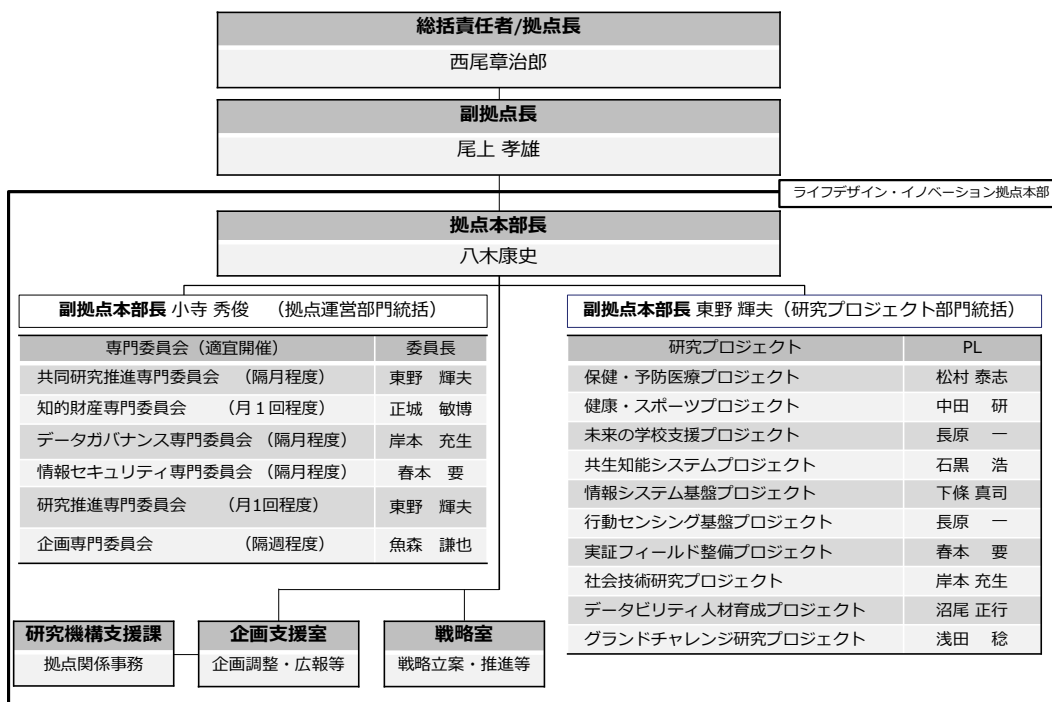 総括責任者/拠点長
西尾章治郎
副拠点長
尾上 孝雄
ライフデザイン・イノベーション拠点本部
拠点本部長
八木康史
副拠点本部長 小寺 秀俊 （拠点運営部門統括）
専門委員会（適宜開催） 委員長
共同研究推進専門委員会 （隔月程度） 東野 輝夫
知的財産専門委員会 （月１回程度） 正城 敏博
データガバナンス専門委員会 （隔月程度） 岸本 充生
情報セキュリティ専門委員会 （隔月程度） 春本 要
研究推進専門委員会 （月1回程度） 東野 輝夫
企画専門委員会 （隔週程度） 魚森 謙也
副拠点本部長 東野 輝夫（研究プロジェクト部門統括）
研究プロジェクト PL
保健・予防医療プロジェクト 松村 泰志
健康・スポーツプロジェクト 中田 研
未来の学校支援プロジェクト 長原 一
共生知能システムプロジェクト 石黒 浩
情報システム基盤プロジェクト 下條 真司
行動センシング基盤プロジェクト 長原 一
実証フィールド整備プロジェクト 春本 要
社会技術研究プロジェクト 岸本 充生
データビリティ人材育成プロジェクト 沼尾 正行
グランドチャレンジ研究プロジェクト 浅田 稔
研究機構支援課
拠点関係事務
企画支援室
企画調整・広報等
戦略室
戦略立案・推進等